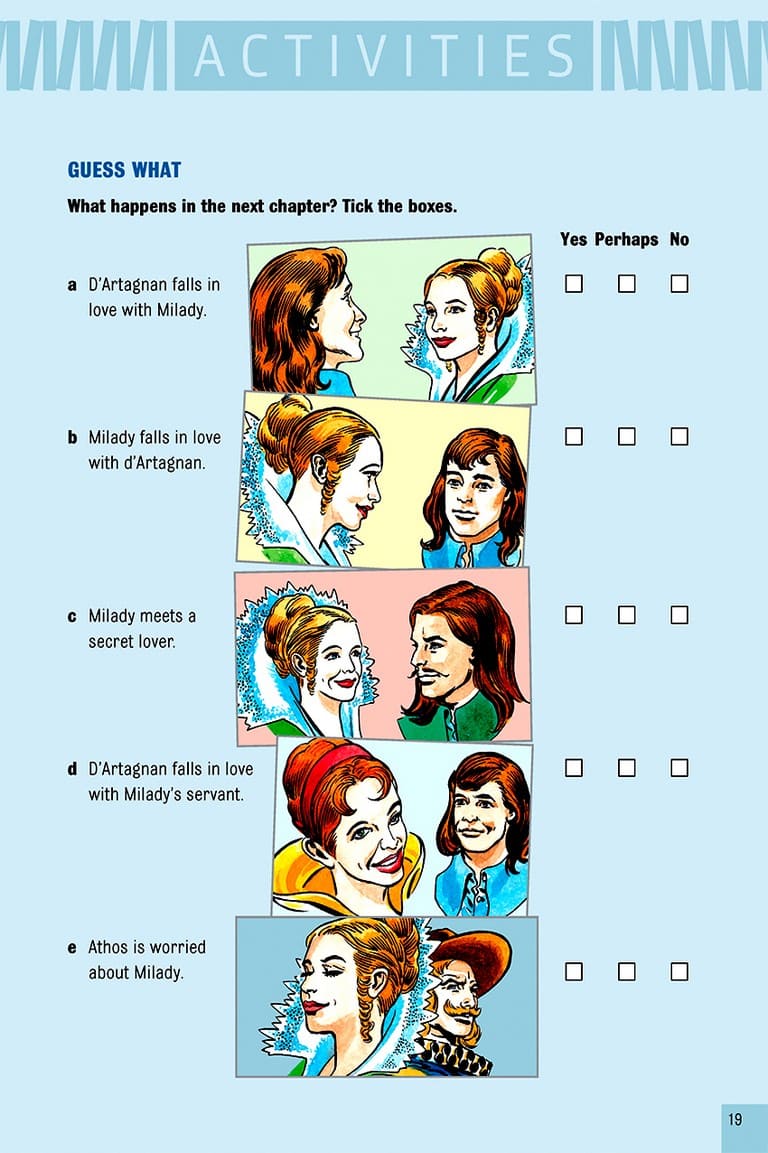 ACTIVITIES
GUESS WHAT
What happens in the next chapter? Tick the boxes.
Yes Perhaps No
a D’Artagnan falls in
love with Milady.
b Milady falls in love
with d’Artagnan.
c Milady meets a
secret lover.
d D’Artagnan falls in love
with Milady’s servant.
e Athos is worried
about Milady.
19